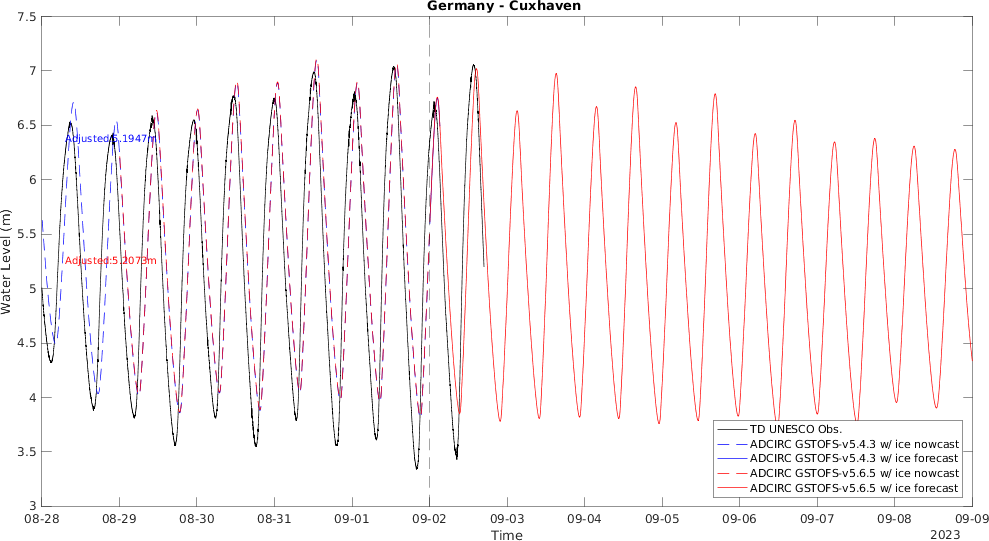 Germany - Cuxhaven
7.5
7
6.5
6
5.5
5
4.5
4
3.5
3
Water Level (m)
Adjusted:5.1947m
Adjusted:5.2073m
TD UNESCO Obs.
ADCIRC GSTOFS-v5.4.3 w/ ice nowcast
ADCIRC GSTOFS-v5.4.3 w/ ice forecast
ADCIRC GSTOFS-v5.6.5 w/ ice nowcast
ADCIRC GSTOFS-v5.6.5 w/ ice forecast
08-28 08-29 08-30 08-31 09-01 09-02 09-03 09-04 09-05 09-06 09-07 09-08 09-09
Time
2023